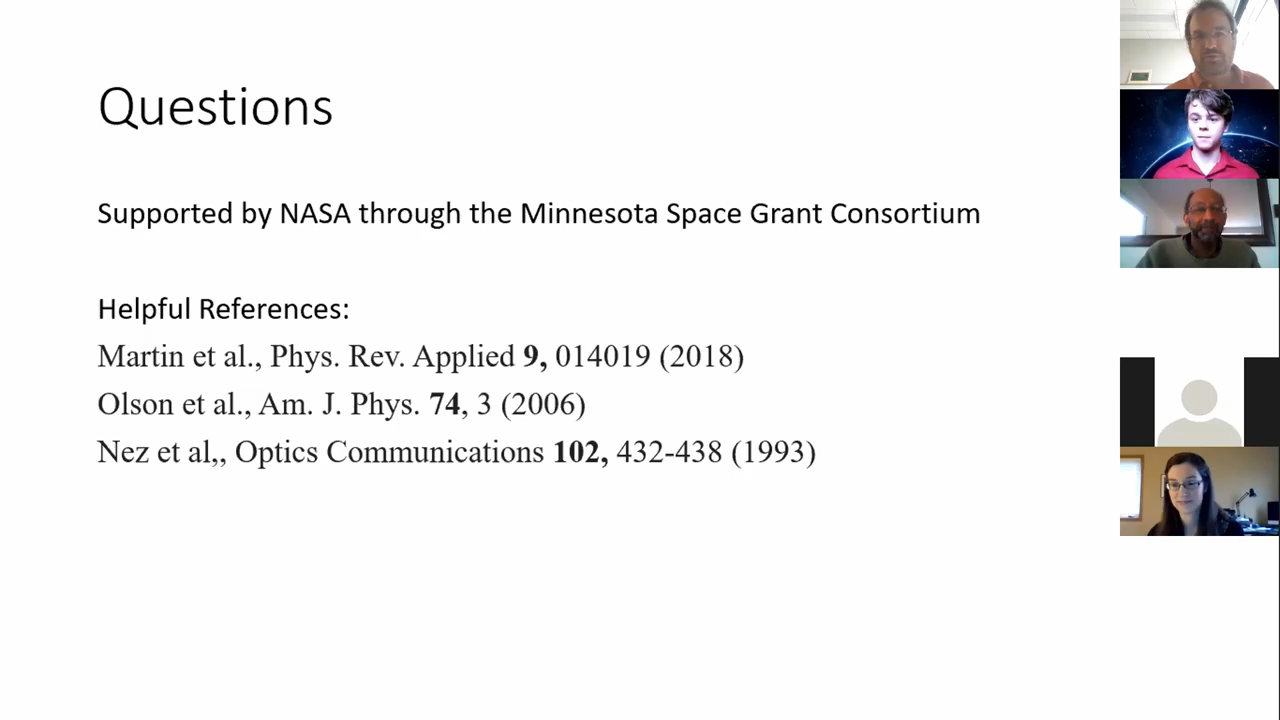 Questions
Supported by NASA through the Minnesota Space Grant Consortium
Helpful References:
Martin et al., Phys. Rev. Applied 9, 014019 (2018)
Olson et al., Am. J. Phys. 74, 3 (2006)
Nez et al,, Optics Communications 102, 432-438 (1993)